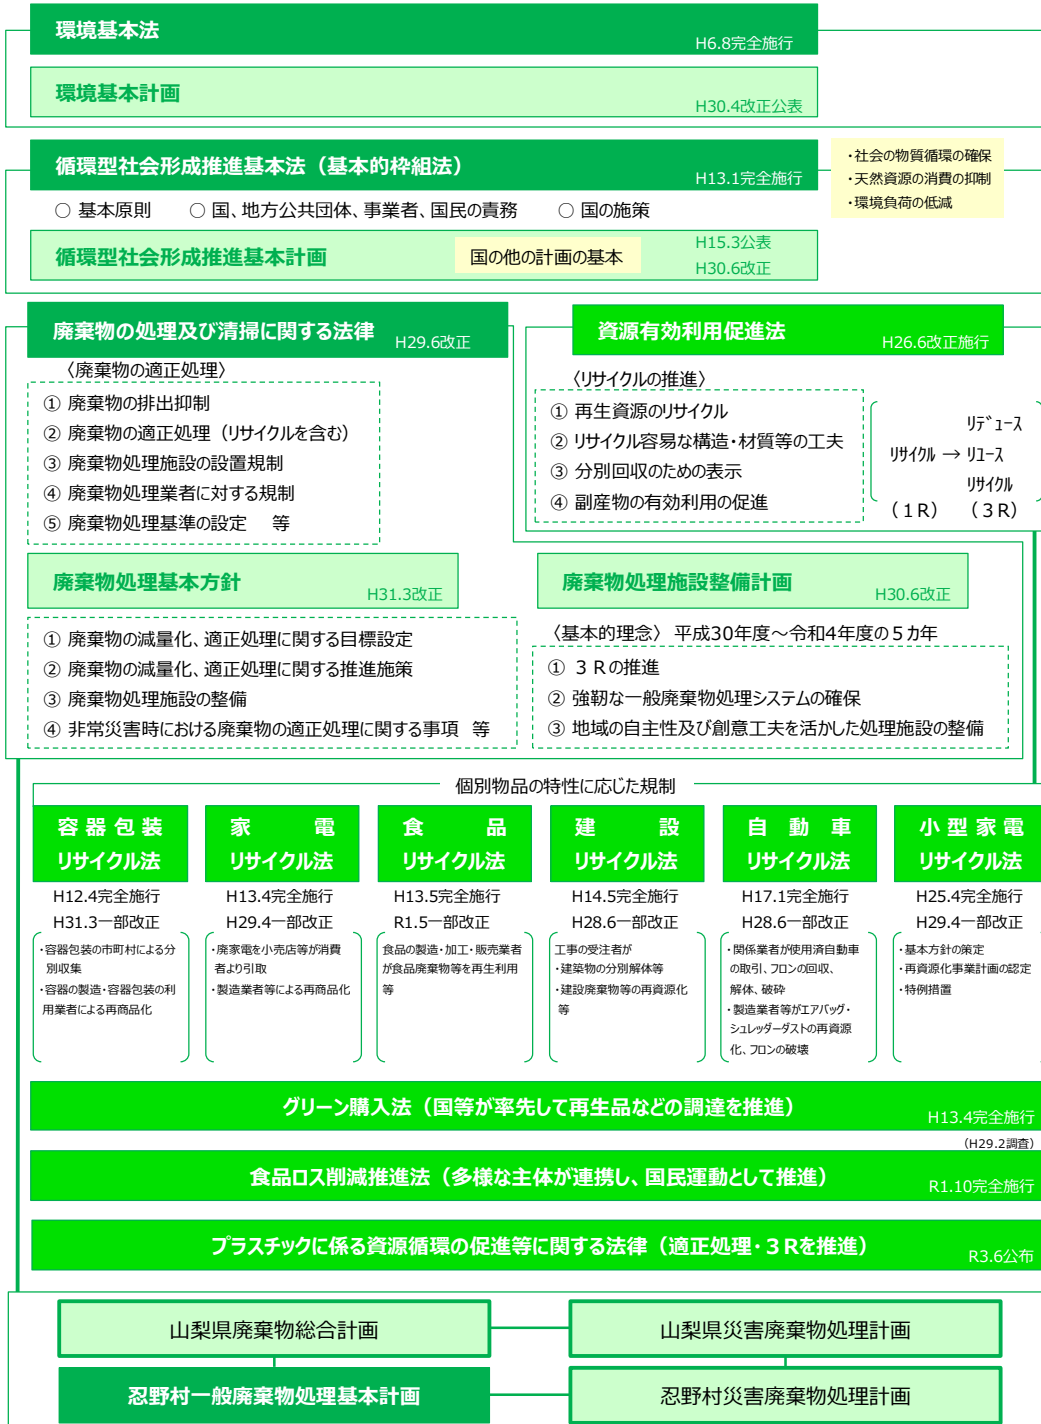 環境基本法
H6.8完全施行
環境基本計画
H30.4改正公表
循環型社会形成推進基本法（基本的枠組法）
H13.1完全施行
・社会の物質循環の確保
・天然資源の消費の抑制
・環境負荷の低減
○ 基本原則　○ 国、地方公共団体、事業者、国民の責務　○ 国の施策
循環型社会形成推進基本計画
国の他の計画の基本
H15.3公表
H30.6改正
廃棄物の処理及び清掃に関する法律
H29.6改正
〈廃棄物の適正処理〉
① 廃棄物の排出抑制
② 廃棄物の適正処理（リサイクルを含む）
③ 廃棄物処理施設の設置規制
④ 廃棄物処理業者に対する規制
⑤ 廃棄物処理基準の設定　等
資源有効利用促進法
H26.6改正施行
〈リサイクルの推進〉
① 再生資源のリサイクル
② リサイクル容易な構造・材質等の工夫
③ 分別回収のための表示
④ 副産物の有効利用の促進
ﾘﾃﾞｭｰｽ
ﾘｻｲｸﾙ → ﾘﾕｰｽ
ﾘｻｲｸﾙ
（１R）　（３R）
廃棄物処理基本方針
H31.3改正
① 廃棄物の減量化、適正処理に関する目標設定
② 廃棄物の減量化、適正処理に関する推進施策
③ 廃棄物処理施設の整備
④ 非常災害時における廃棄物の適正処理に関する事項　等
廃棄物処理施設整備計画
H30.6改正
〈基本的理念〉 平成30年度～令和4年度の５カ年
① ３Rの推進
② 強靭な一般廃棄物処理システムの確保
③ 地域の自主性及び創意工夫を活かした処理施設の整備
個別物品の特性に応じた規制
容器包装
リサイクル法
H12.4完全施行
H31.3一部改正
・容器包装の市町村による分
別収集
・容器の製造・容器包装の利
用業者による再商品化
家　電
リサイクル法
H13.4完全施行
H29.4一部改正
・廃家電を小売店等が消費
者より引取
・製造業者等による再商品化
食　品
リサイクル法
H13.5完全施行
R1.5一部改正
食品の製造・加工・販売業者
が食品廃棄物等を再生利用
等
建　設
リサイクル法
H14.5完全施行
H28.6一部改正
工事の受注者が
・建築物の分別解体等
・建設廃棄物等の再資源化
等
自動車
リサイクル法
H17.1完全施行
H28.6一部改正
・関係業者が使用済自動車
の取引、フロンの回収、
解体、破砕
・製造業者等がエアバッグ・
シュレッダーダストの再資源
化、フロンの破壊
小型家電
リサイクル法
H25.4完全施行
H29.4一部改正
・基本方針の策定
・再資源化事業計画の認定
・特例措置
グリーン購入法（国等が率先して再生品などの調達を推進）
H13.4完全施行
（H29.2調査）
食品ロス削減推進法（多様な主体が連携し、国民運動として推進）
R1.10完全施行
プラスチックに係る資源循環の促進等に関する法律（適正処理・３Rを推進）
R3.6公布
山梨県廃棄物総合計画
山梨県災害廃棄物処理計画
忍野村一般廃棄物処理基本計画
忍野村災害廃棄物処理計画